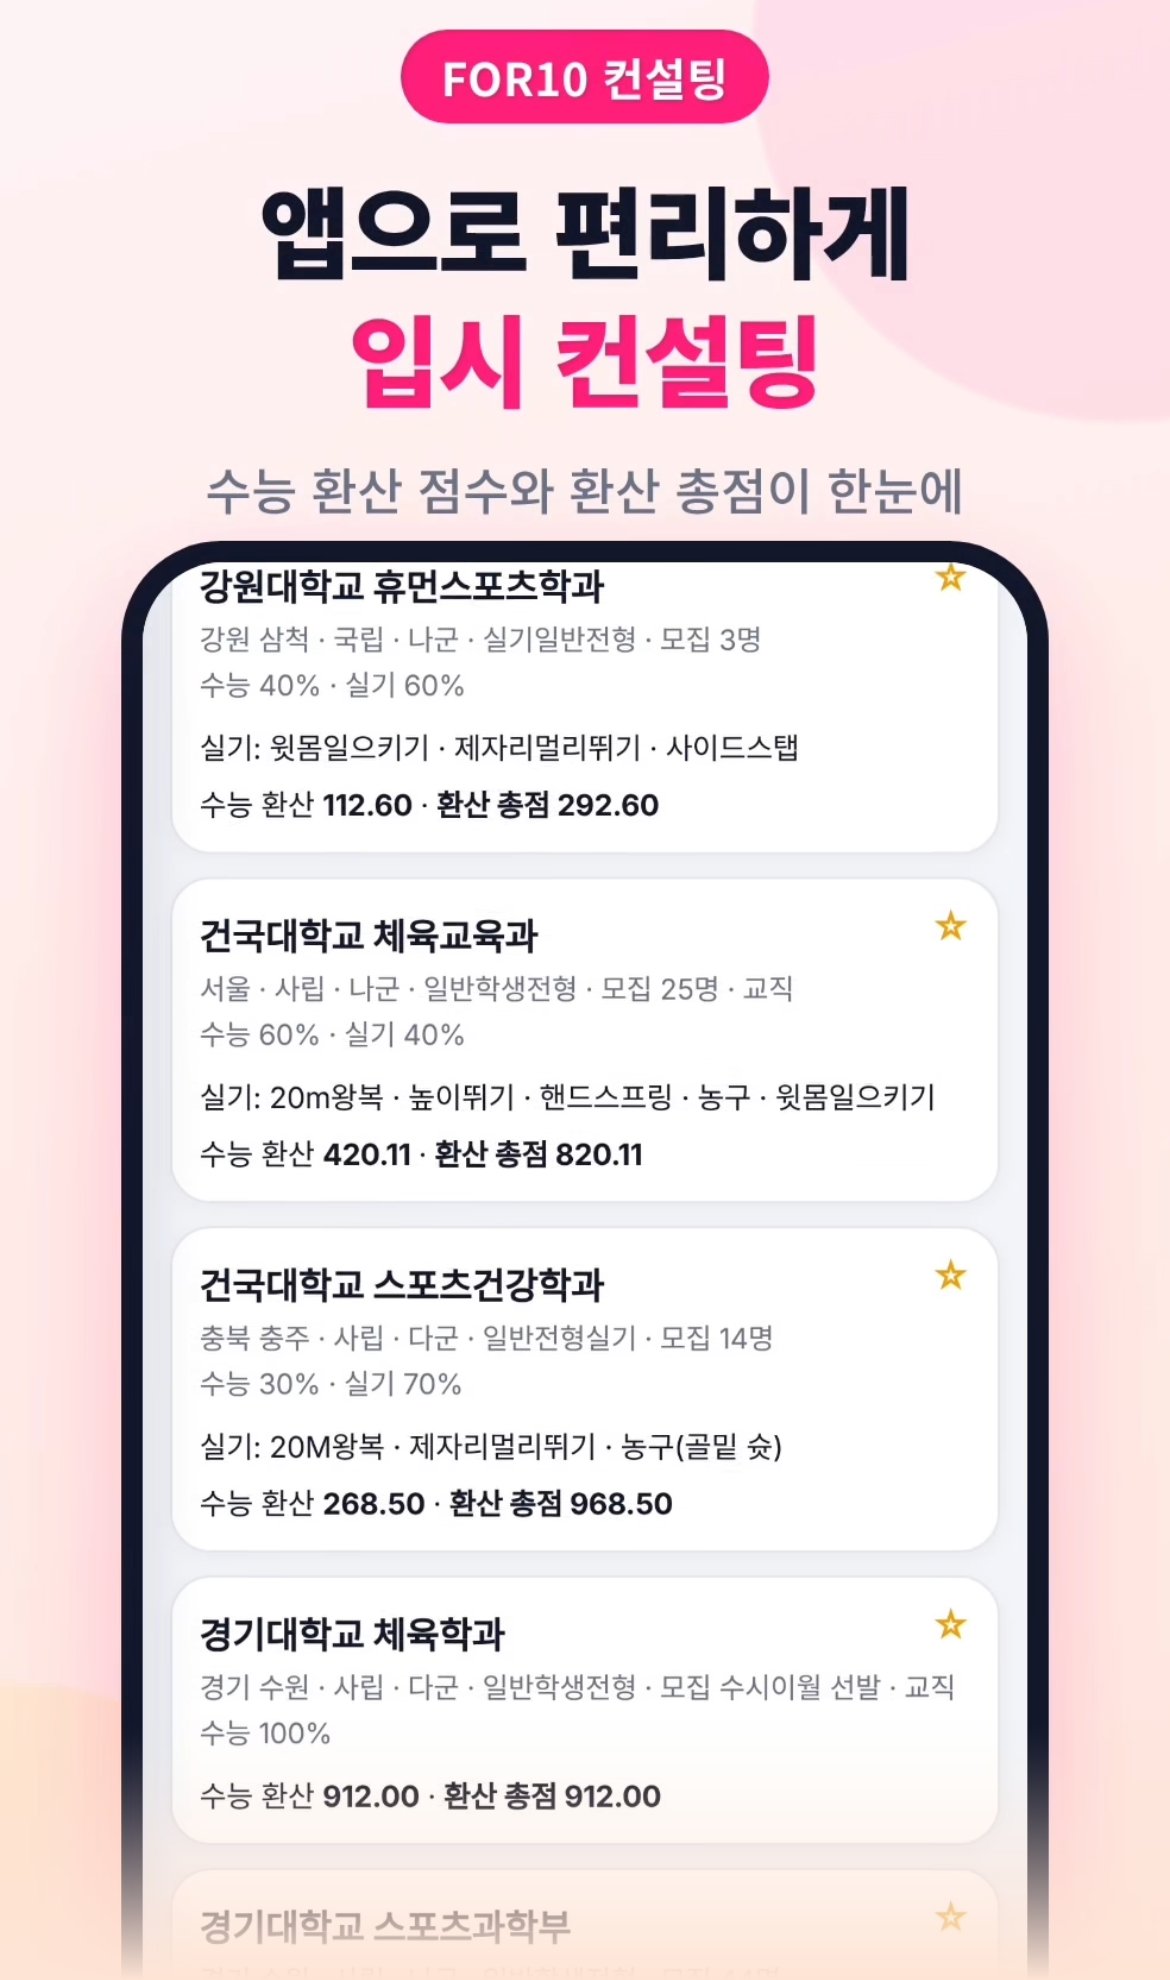 FOR10 컨설팅
앱으로 편리하게
입시 컨설팅
수능 환산 점수와 환산 총점이 한눈에
강원대학교 휴먼스포츠학과
강원 삼척 · 국립 · 나군 · 실기일반전형 · 모집 3명
수능 40% · 실기 60%
실기: 윗몸일으키기 · 제자리멀리뛰기 · 사이드스탭
수능 환산 112.60 · 환산 총점 292.60
건국대학교 체육교육과
서울 · 사립 · 나군 · 일반학생전형 · 모집 25명 · 교직
수능 60% · 실기 40%
실기: 20m왕복 · 높이뛰기 · 핸드스프링 · 농구 · 윗몸일으키기
수능 환산 420.11 · 환산 총점 820.11
건국대학교 스포츠건강학과
충북 충주 · 사립 · 다군 · 일반전형실기 · 모집 14명
수능 30% · 실기 70%
실기: 20M왕복 · 제자리멀리뛰기 · 농구(골밑 슛)
수능 환산 268.50 · 환산 총점 968.50
경기대학교 체육학과
경기 수원 · 사립 · 다군 · 일반학생전형 · 모집 수시이월 선발 · 교직
수능 100%
수능 환산 912.00 · 환산 총점 912.00
경기대학교 스포츠과학부